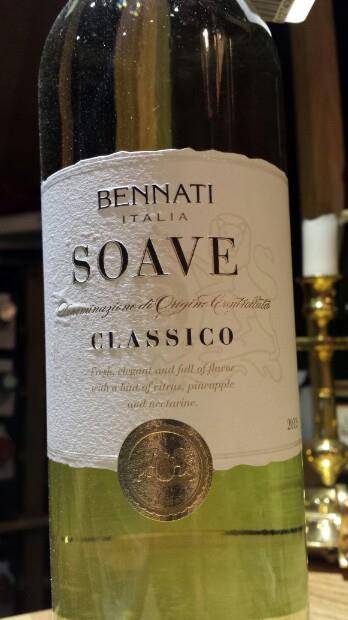 BENNATI
ITALIA
SOAVE
Denominazione di Origine Controllata
CLASSICO
Fresh, elegant and full of flavor
with a hint of citrus, pineapple
and nectarine.